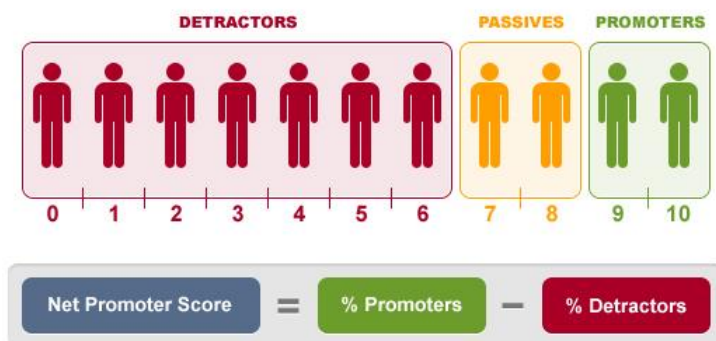 DETRACTORS PASSIVES PROMOTERS
0 1 2 3 4 5 6 7 8 9 10
Net Promoter Score = % Promoters – % Detractors